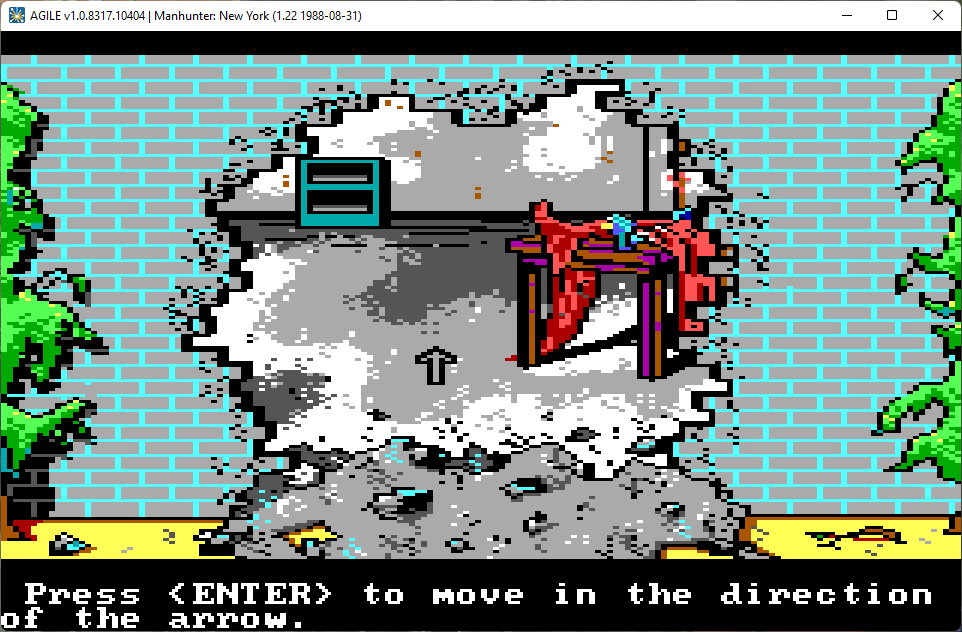 AGILE v1.0.8317.10404 | Manhunter: New York (1.22 1988-08-31)
Press <ENTER> to move in the direction
of the arrow.